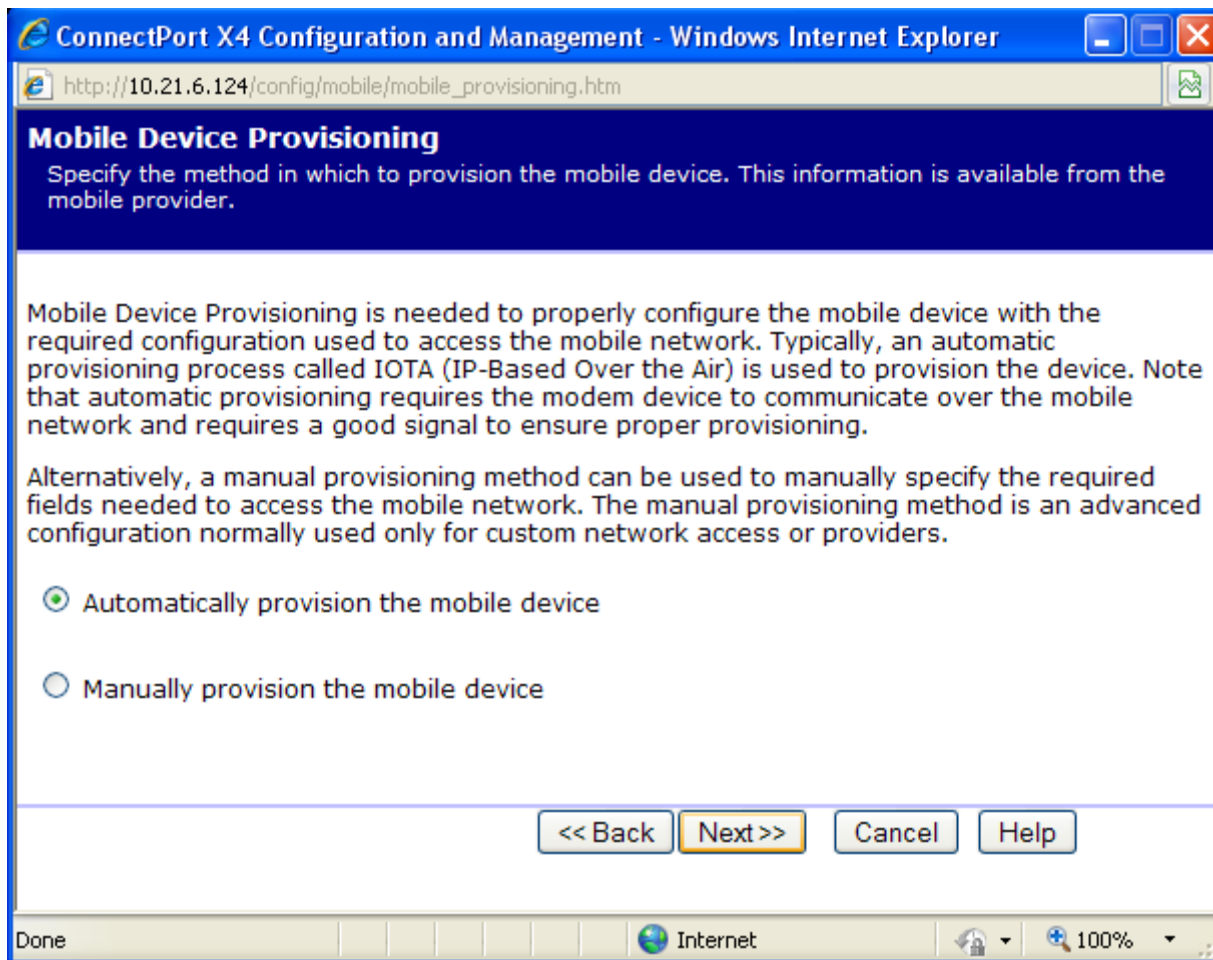 ConnectPort X4 Configuration and Management - Windows Internet Explorer
http://10.21.6.124/config/mobile/mobile_provisioning.htm
Mobile Device Provisioning
Specify the method in which to provision the mobile device. This information is available from the
mobile provider.
Mobile Device Provisioning is needed to properly configure the mobile device with the
required configuration used to access the mobile network. Typically, an automatic
provisioning process called IOTA (IP-Based Over the Air) is used to provision the device. Note
that automatic provisioning requires the modem device to communicate over the mobile
network and requires a good signal to ensure proper provisioning.
Alternatively, a manual provisioning method can be used to manually specify the required
fields needed to access the mobile network. The manual provisioning method is an advanced
configuration normally used only for custom network access or providers.
Automatically provision the mobile device
Manually provision the mobile device
<< Back Next >> Cancel Help
Done Internet 100%